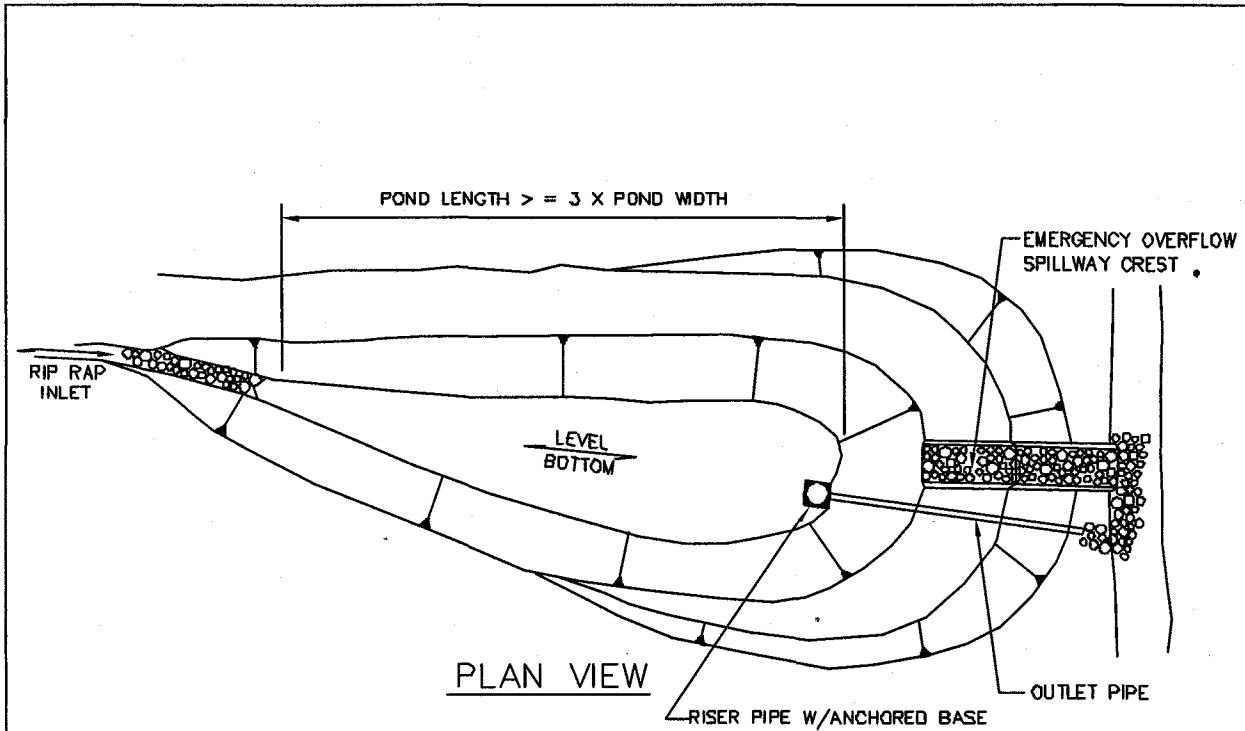 POND LENGTH > = 3 X POND WIDTH
EMERGENCY OVERFLOW
SPILLWAY CREST
RIP RAP
INLET
LEVEL
BOTTOM
PLAN VIEW
OUTLET PIPE
RISER PIPE W/ANCHORED BASE